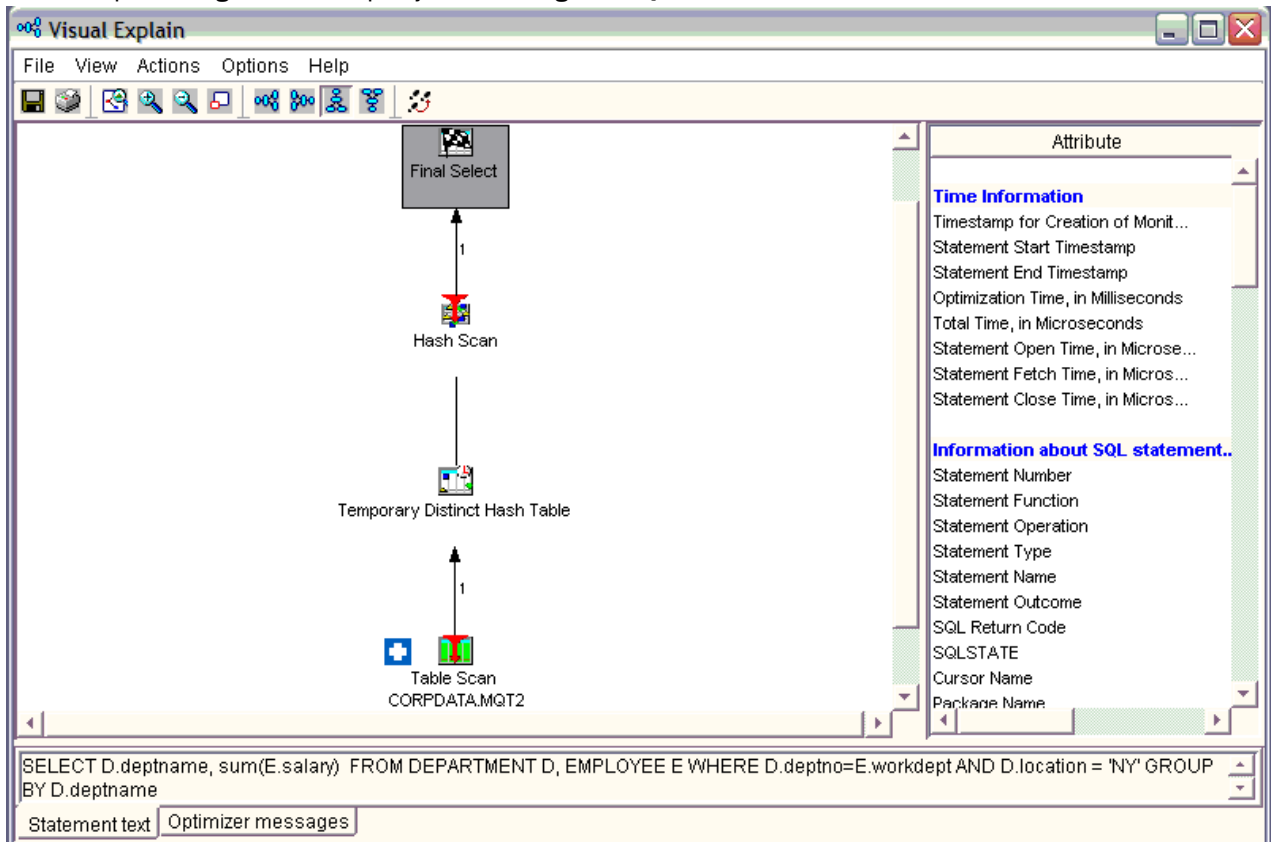 Visual Explain
File View Actions Options Help
Final Select
1
Hash Scan
Temporary Distinct Hash Table
1
Table Scan
CORPDATA.MQT2
Attribute
Time Information
Timestamp for Creation of Monit...
Statement Start Timestamp
Statement End Timestamp
Optimization Time, in Milliseconds
Total Time, in Microseconds
Statement Open Time, in Microse...
Statement Fetch Time, in Micros...
Statement Close Time, in Micros...
Information about SQL statement..
Statement Number
Statement Function
Statement Operation
Statement Type
Statement Name
Statement Outcome
SQL Return Code
SQLSTATE
Cursor Name
Package Name
SELECT D.deptname, sum(E.salary) FROM DEPARTMENT D, EMPLOYEE E WHERE D.deptno=E.workdept AND D.location = 'NY' GROUP
BY D.deptname
Statement text Optimizer messages